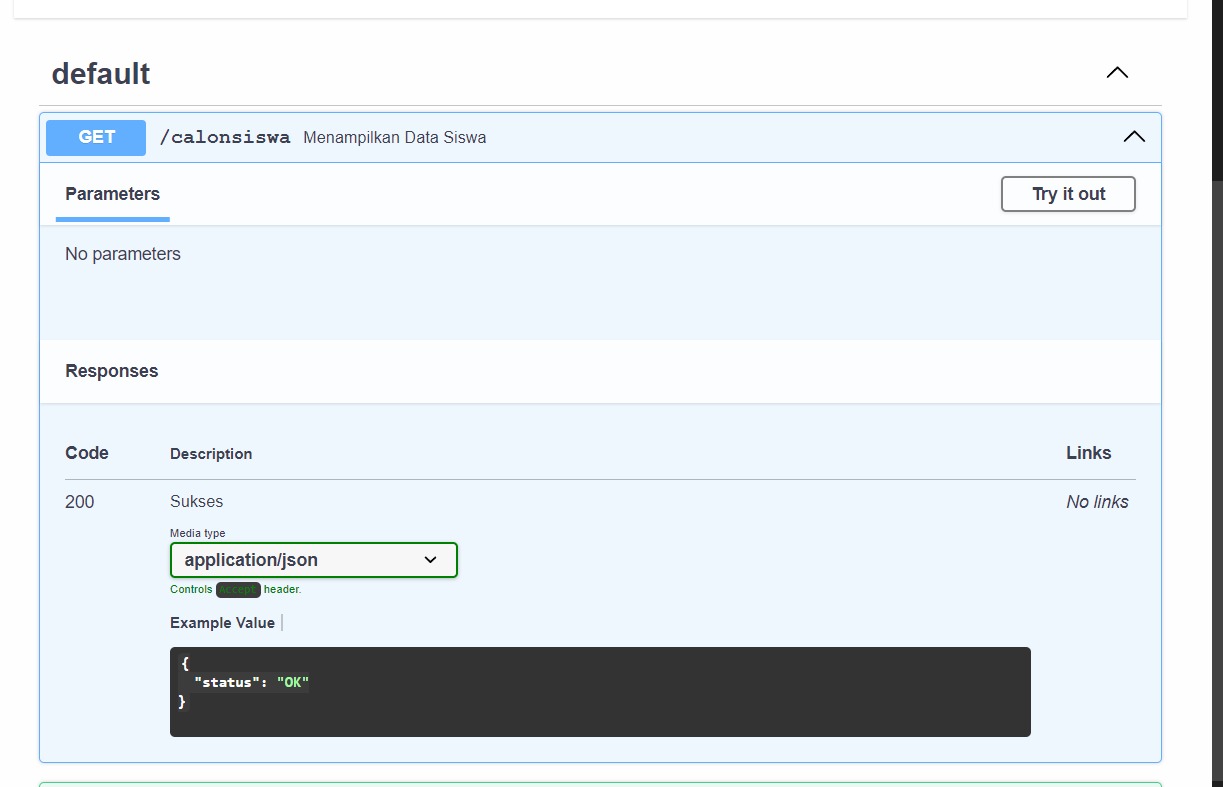 default
GET /calonsiswa Menampilkan Data Siswa
Parameters Try it out
No parameters
Responses
Code Description Links
200 Sukses No links
Media type
application/json
Controls Accept header.
Example Value
{
"status": "OK"
}